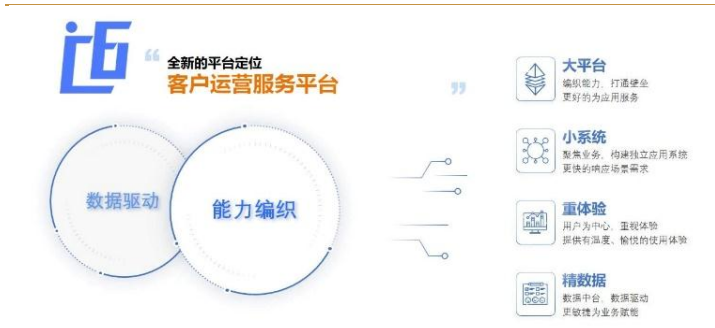 全新的平台定位
客户运营服务平台
数据驱动
能力编织
大平台
编织能力、打通壁垒
更好的为应用服务
小系统
聚焦业务、构建独立应用系统
更快的响应场景需求
重体验
用户为中心、重视体验
提供有温度、愉悦的使用体验
精数据
数据中台、数据驱动
更敏捷为业务赋能